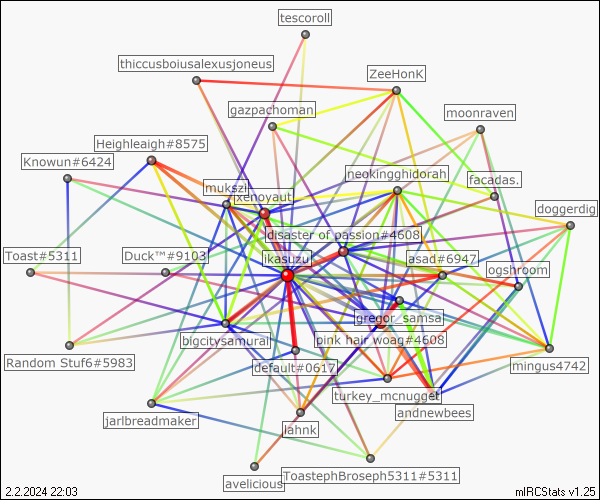 tescoroll
thiccusboiusalexusjoneus
ZeeHonK
gazpachoman
moonraven
Heighleaigh#8575
Knowun#6424
neokingghidorah
facadas.
mukszi
xenoyaut
doggerdig
disaster of passion#4608
Toast#5311
Duck™#9103
ikasuzu
asad#6947
ogshroom
gregor_samsa
bigcitysamurai
pink hair woag#4608
Random Stuf6#5983
default#0617
mingus4742
turkey_mcnugget
jarlbreadmaker
lahnk
andnewbees
avelicious
ToastephBroseph5311#5311
2.2.2024 22:03
mIRCStats v1.25